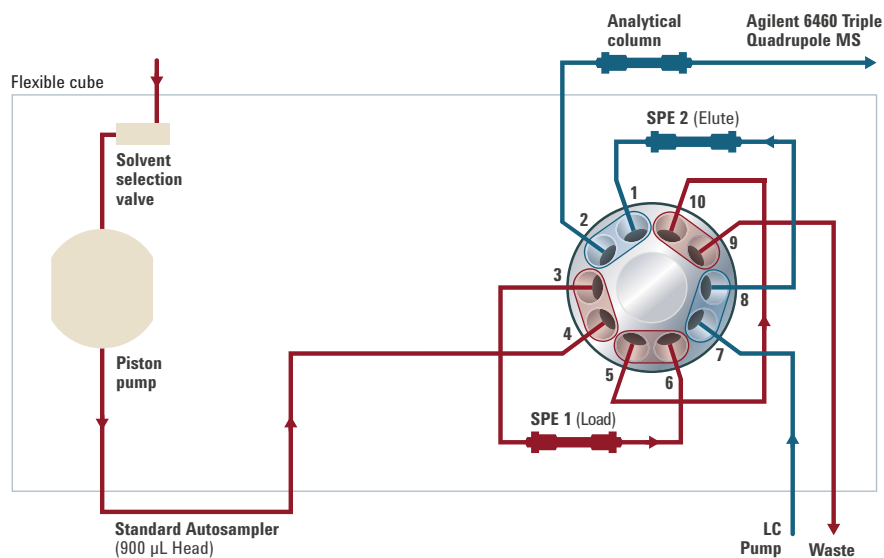 Analytical
column
Agilent 6460 Triple
Quadrupole MS
Flexible cube
SPE 2 (Elute)
Solvent
selection
valve
1
10
2
9
3
8
4
7
5
6
Piston
pump
SPE 1 (Load)
Standard Autosampler
(900 µL Head)
LC
Pump
Waste